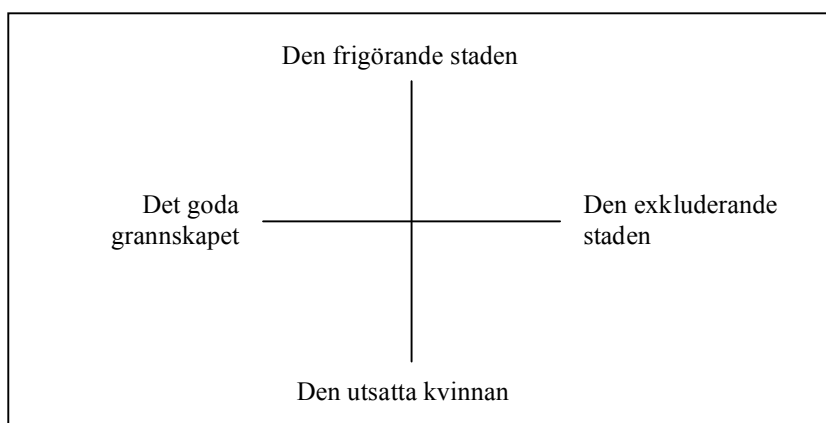 Den frigörande staden
Det goda
grannskapet
Den exkluderande
staden
Den utsatta kvinnan